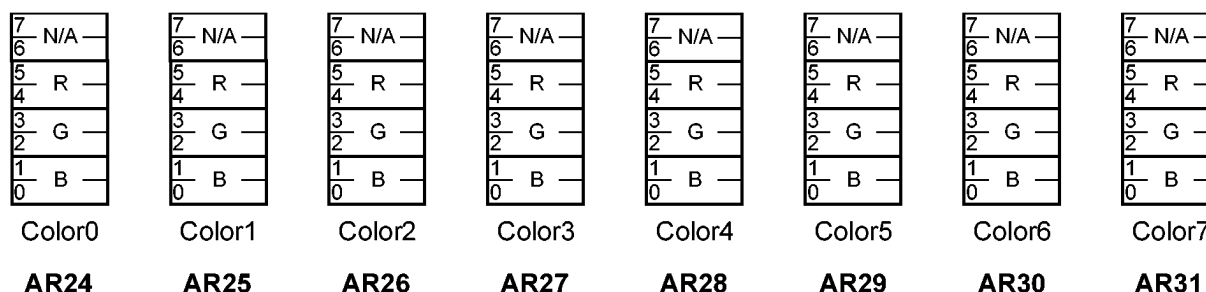 7 N/A 7 N/A 7 N/A 7 N/A 7 N/A 7 N/A 7 N/A 7 N/A
6 6 6 6 6 6 6 6
5 R 5 R 5 R 5 R 5 R 5 R 5 R 5 R
4 4 4 4 4 4 4 4
3 G 3 G 3 G 3 G 3 G 3 G 3 G 3 G
2 2 2 2 2 2 2 2
1 B 1 B 1 B 1 B 1 B 1 B 1 B 1 B
0 0 0 0 0 0 0 0
Color0 Color1 Color2 Color3 Color4 Color5 Color6 Color7
AR24 AR25 AR26 AR27 AR28 AR29 AR30 AR31